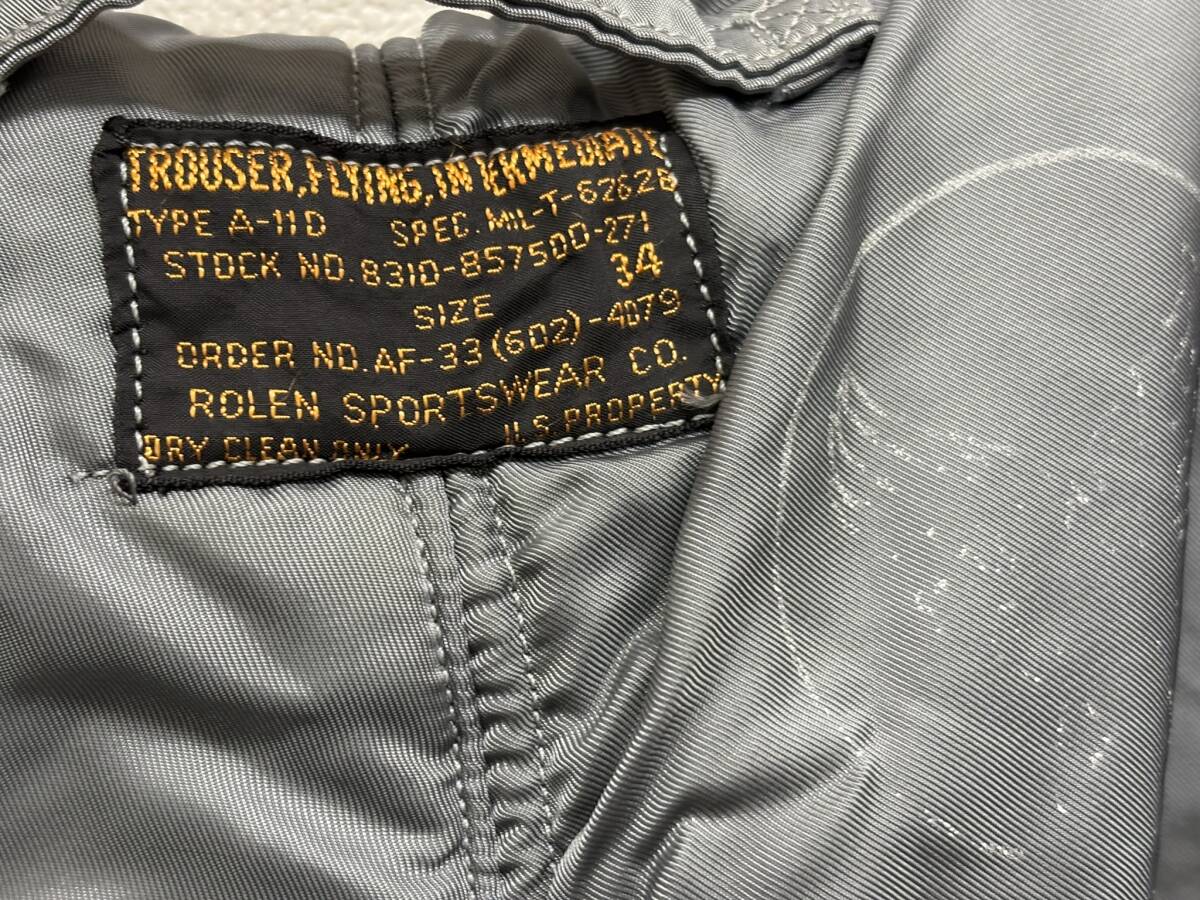 TROUSER, FLYING, INTERMEDIATE
TYPE A-11D SPEC. MIL-T-6262B
STOCK NO. 8310-857500-271
SIZE 34
ORDER NO. AF-33(602)-4079
ROLEN SPORTSWEAR CO.
DRY CLEAN ONLY U.S. PROPERTY